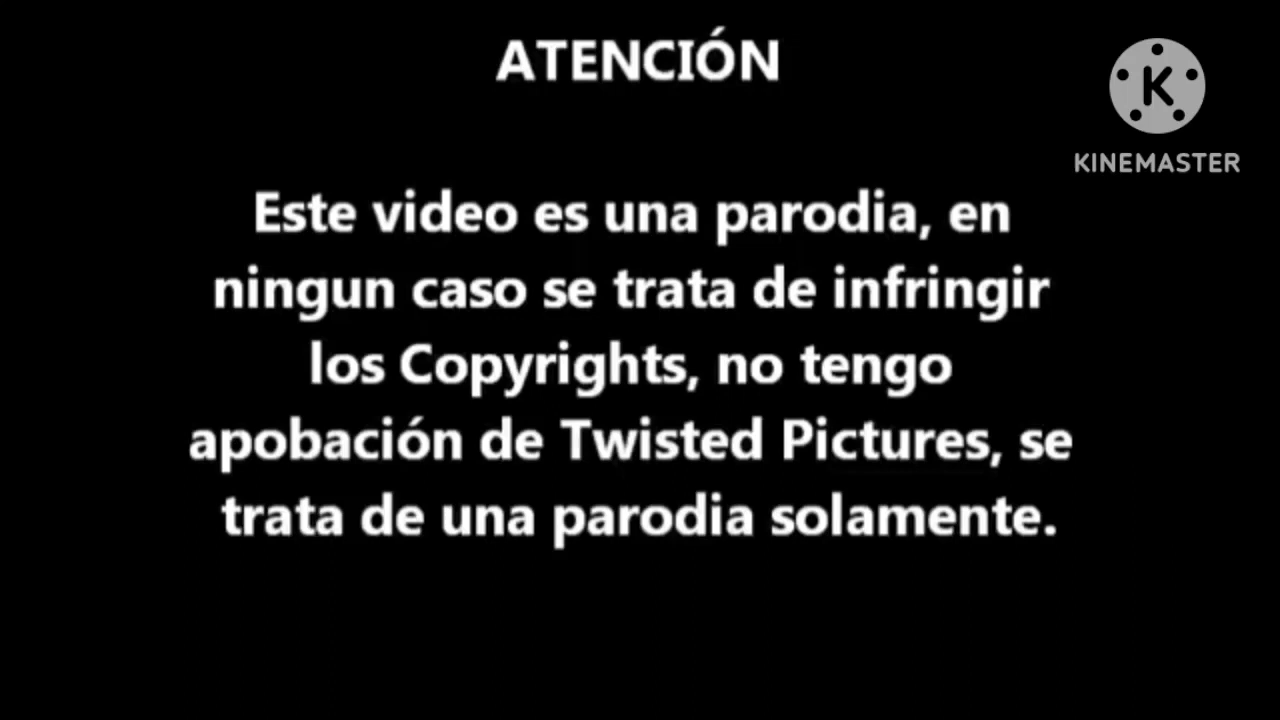 ATENCIÓN
K
KINEMASTER
Este video es una parodia, en
ningun caso se trata de infringir
los Copyrights, no tengo
apobación de Twisted Pictures, se
trata de una parodia solamente.